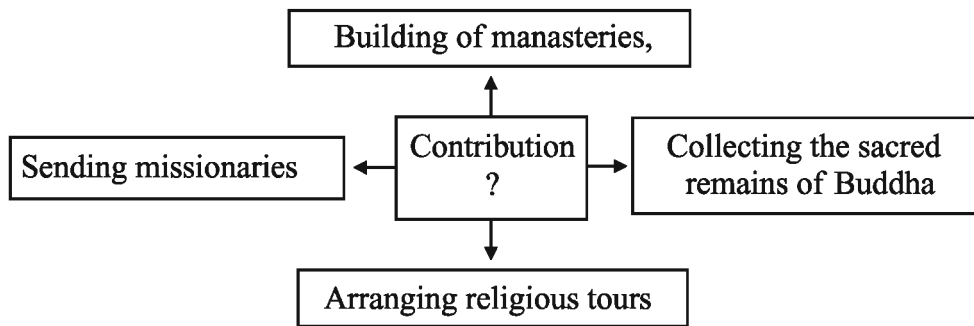 Building of manasteries,
Sending missionaries
Contribution
?
Collecting the sacred
remains of Buddha
Arranging religious tours